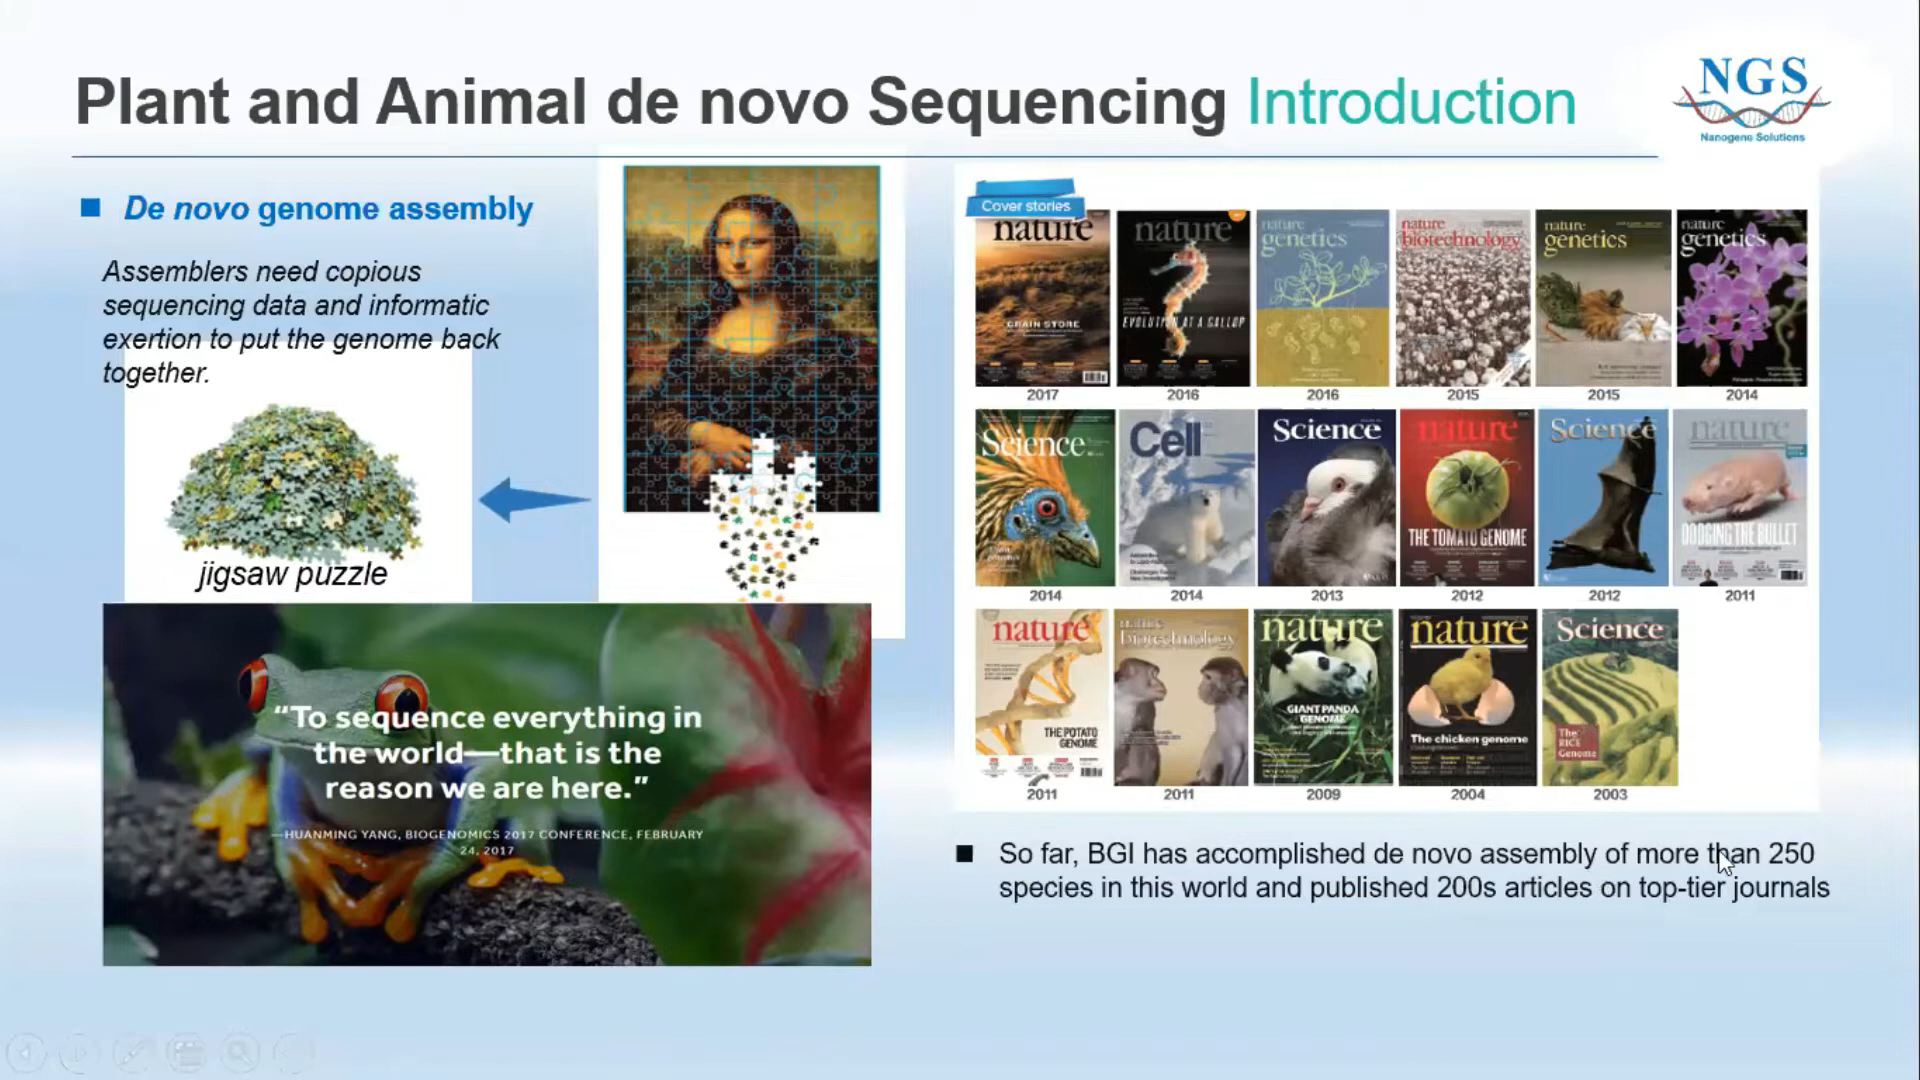 Plant and Animal de novo Sequencing Introduction
NGS
Nanogene Solutions
De novo genome assembly
Assemblers need copious
sequencing data and informatic
exertion to put the genome back
together.
jigsaw puzzle
“To sequence everything in
the world—that is the
reason we are here.”
—HUANMING YANG, BIOGENOMICS 2017 CONFERENCE, FEBRUARY
24, 2017
Cover stories
nature
GRAIN STORE
2017
nature
EVOLUTION AT A GALLOP
2016
nature
genetics
2016
nature
biotechnology
2015
nature
genetics
2015
nature
genetics
2014
Science
2014
Cell
2014
Science
2013
nature
THE TOMATO GENOME
2012
Science
2012
nature
DODGING THE BULLET
2011
nature
THE POTATO
GENOME
2011
nature
biotechnology
2011
nature
GIANT PANDA
GENOME
2009
nature
The chicken genome
2004
Science
The
RICE
Genome
2003
So far, BGI has accomplished de novo assembly of more than 250
species in this world and published 200s articles on top-tier journals